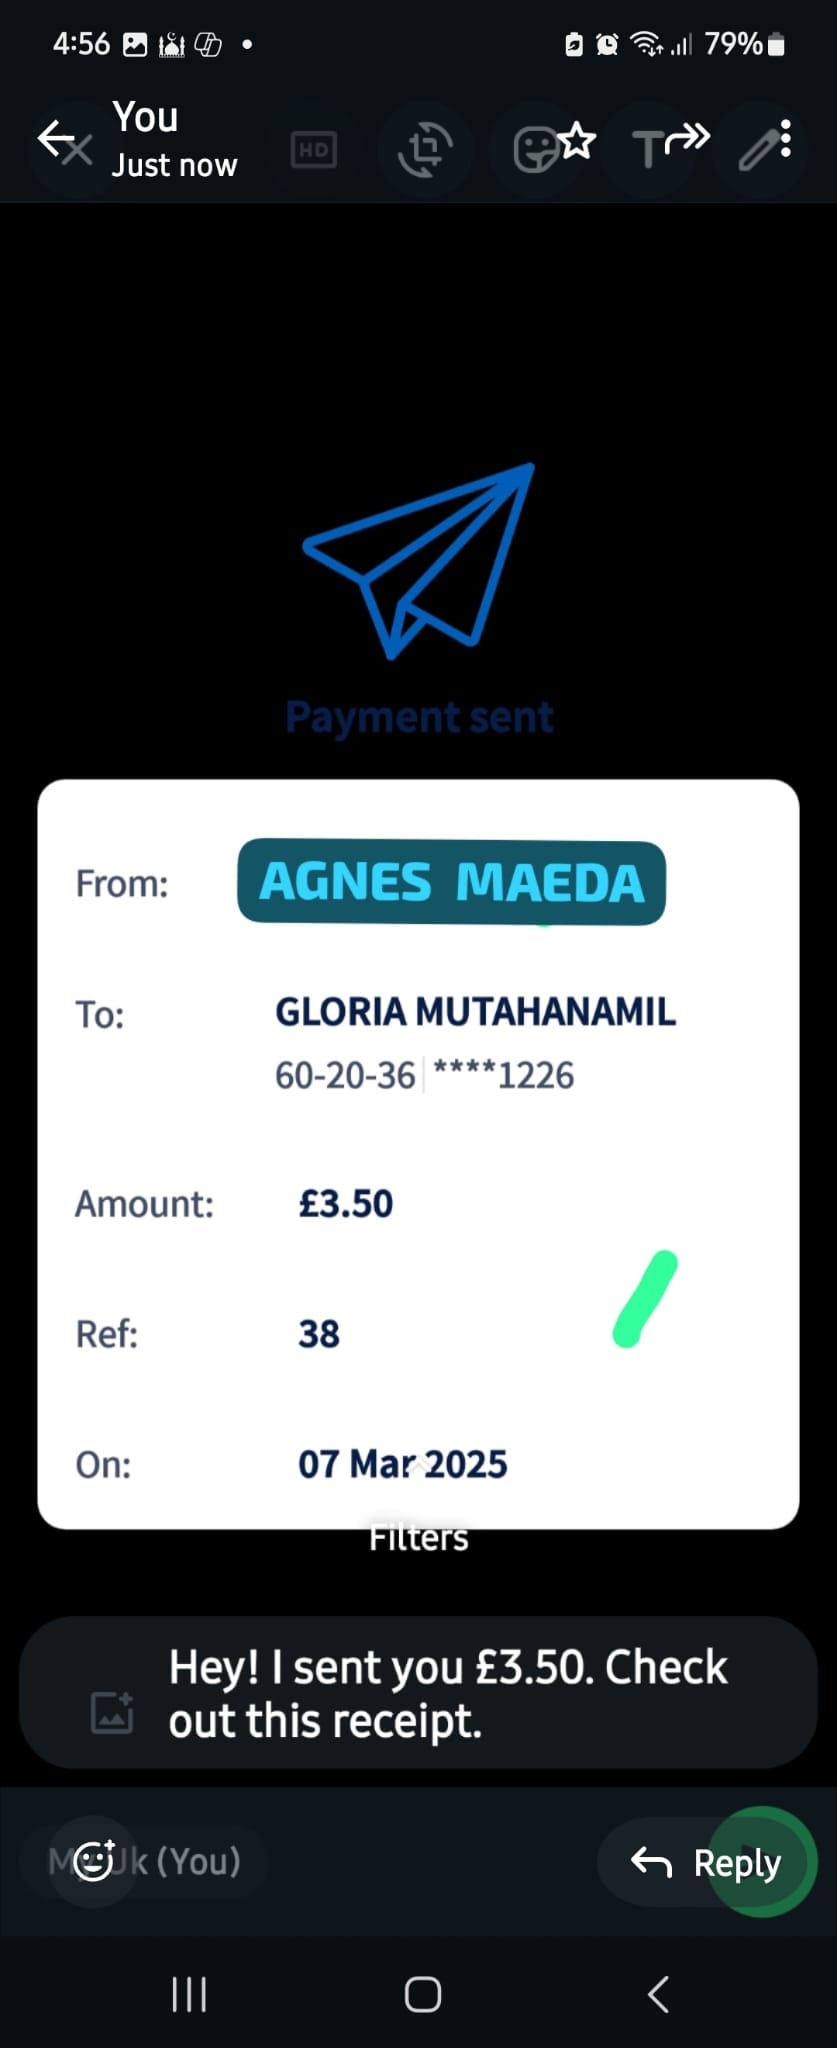 4:56
79%
You
Just now
HD
T
Payment sent
From: AGNES MAEDA
To: GLORIA MUTAHANAMIL
60-20-36 ****1226
Amount: £3.50
Ref: 38
On: 07 Mar 2025
Filters
Hey! I sent you £3.50. Check
out this receipt.
(You)
Reply